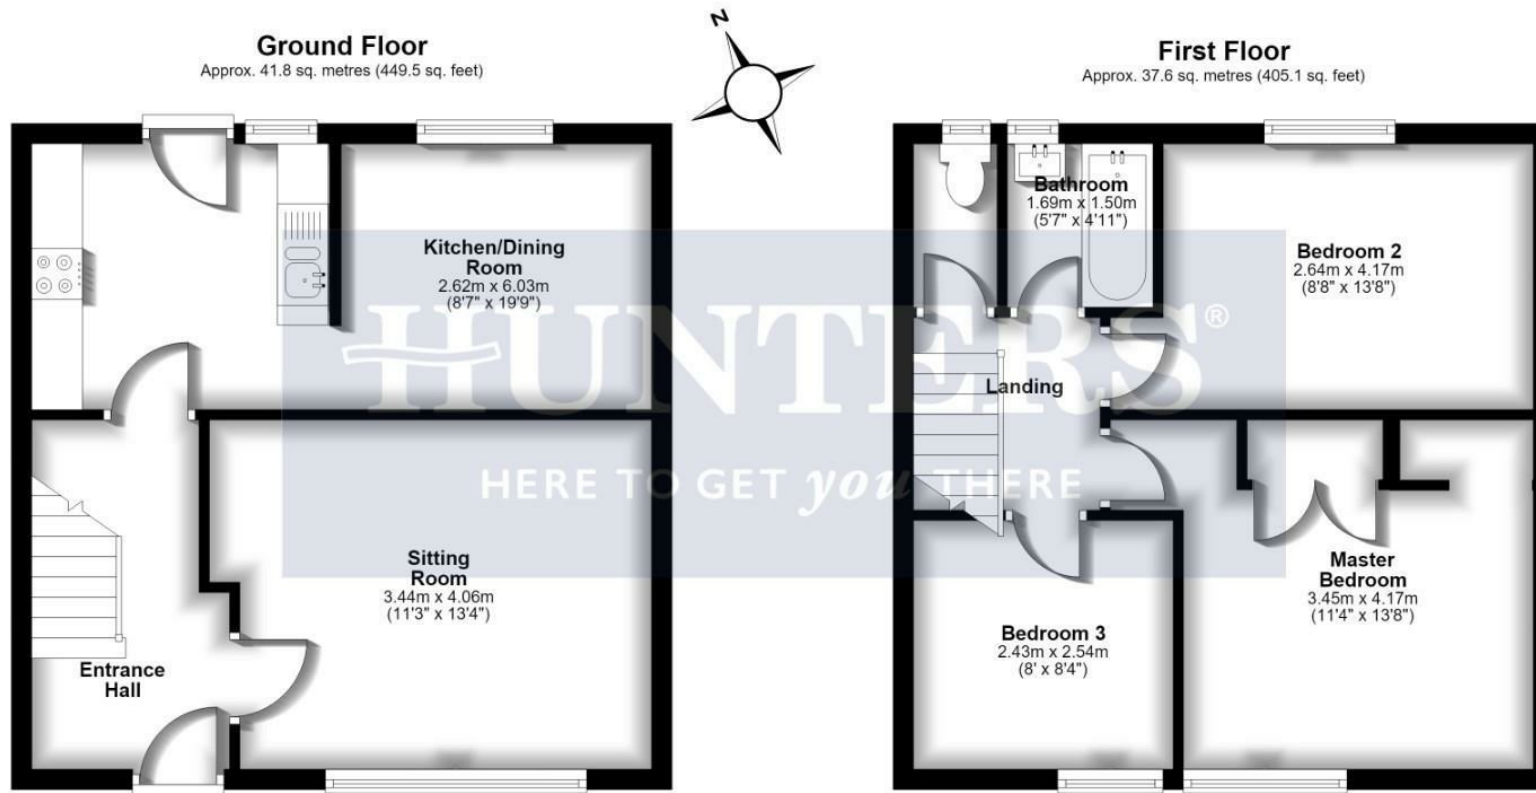 Ground Floor
Approx. 41.8 sq. metres (449.5 sq. feet)
N
First Floor
Approx. 37.6 sq. metres (405.1 sq. feet)
Kitchen/Dining
Room
2.62m x 6.03m
(8'7" x 19'9")
Sitting
Room
3.44m x 4.06m
(11'3" x 13'4")
Entrance
Hall
Bathroom
1.69m x 1.50m
(5'7" x 4'11")
Bedroom 2
2.64m x 4.17m
(8'8" x 13'8")
Landing
Master
Bedroom
3.45m x 4.17m
(11'4" x 13'8")
Bedroom 3
2.43m x 2.54m
(8' x 8'4")
HUNTERS®
HERE TO GET you THERE